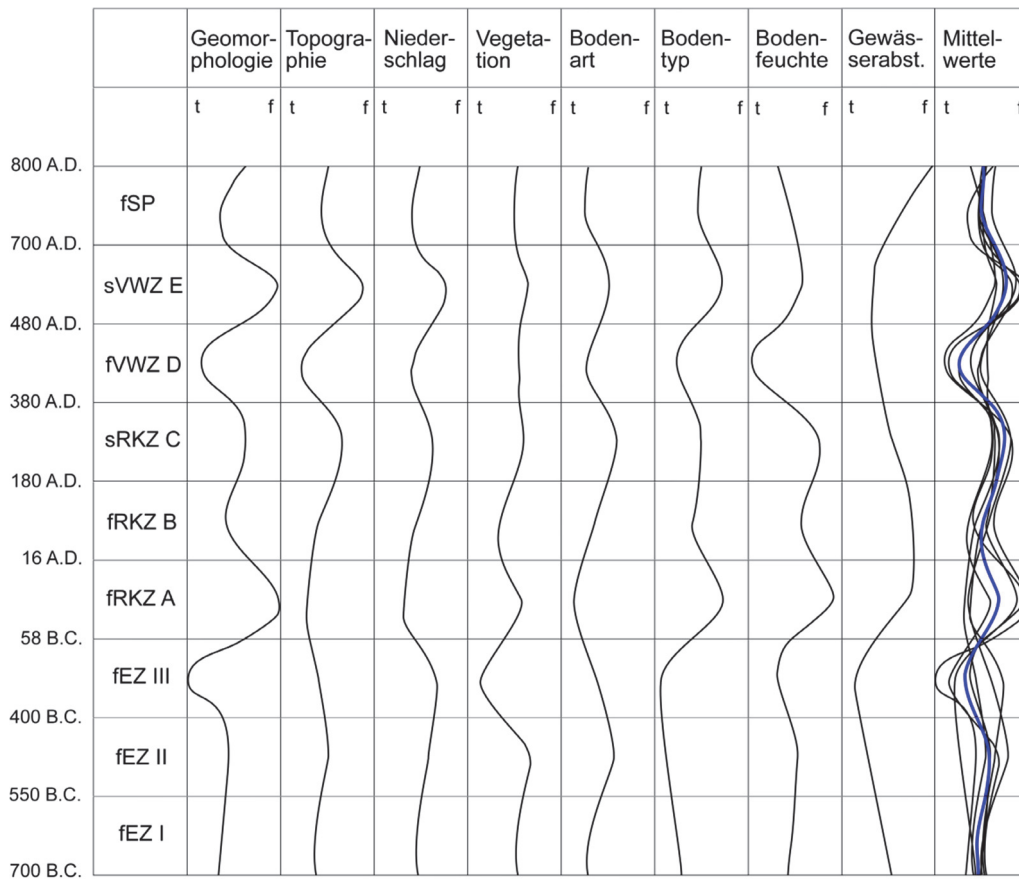 Geomor- Topogra- Nieder- Vegeta- Boden- Boden- Boden- Gewäs- Mittel-
phologie phie schlag tion art typ feuchte serabst. werte
t f t f t f t f t f t f t f t f t f
800 A.D.
fSP
700 A.D.
sVWZ E
480 A.D.
fVWZ D
380 A.D.
sRKZ C
180 A.D.
fRKZ B
16 A.D.
fRKZ A
58 B.C.
fEZ III
400 B.C.
fEZ II
550 B.C.
fEZ I
700 B.C.